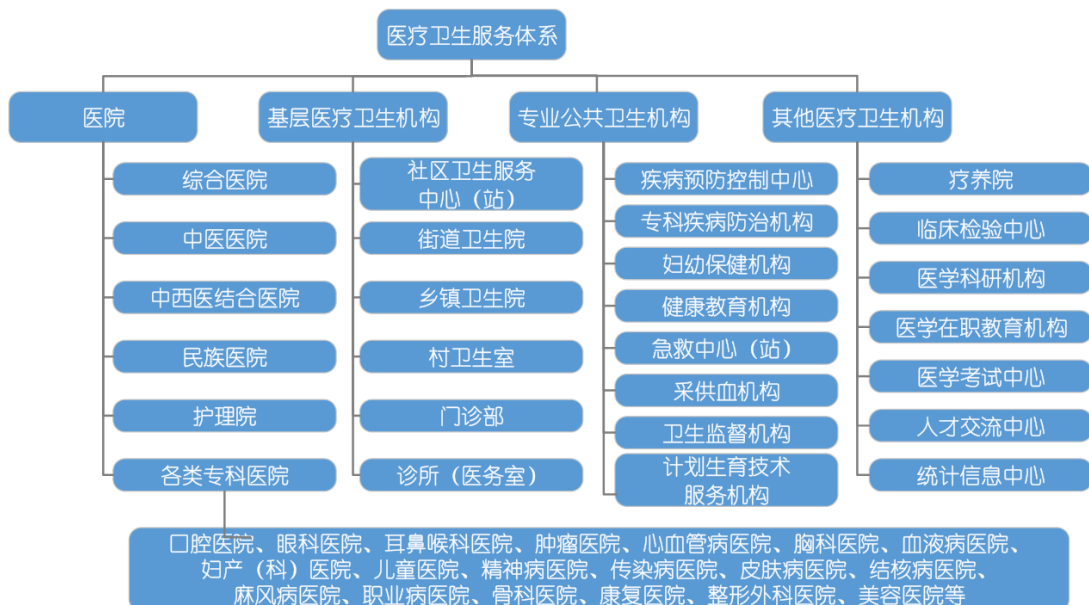 医疗卫生服务体系
医院
基层医疗卫生机构
专业公共卫生机构
其他医疗卫生机构
综合医院
中医医院
中西医结合医院
民族医院
护理院
各类专科医院
社区卫生服务
中心（站）
街道卫生院
乡镇卫生院
村卫生室
门诊部
诊所（医务室）
疾病预防控制中心
专科疾病防治机构
妇幼保健机构
健康教育机构
急救中心（站）
采供血机构
卫生监督机构
计划生育技术
服务机构
疗养院
临床检验中心
医学科研机构
医学在职教育机构
医学考试中心
人才交流中心
统计信息中心
口腔医院、眼科医院、耳鼻喉科医院、肿瘤医院、心血管病医院、胸科医院、血液病医院、
妇产（科）医院、儿童医院、精神病医院、传染病医院、皮肤病医院、结核病医院、
麻风病医院、职业病医院、骨科医院、康复医院、整形外科医院、美容医院等